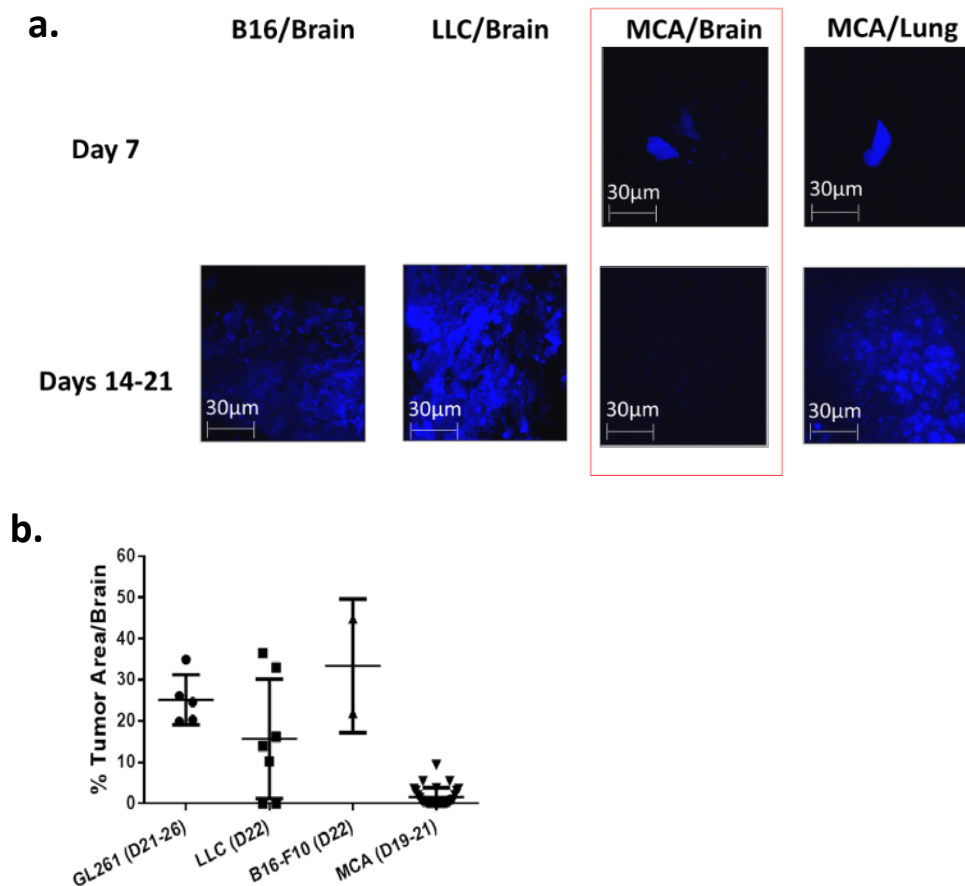 a.
B16/Brain LLC/Brain MCA/Brain MCA/Lung
Day 7
30μm 30μm
Days 14-21
30μm 30μm 30μm 30μm
b.
% Tumor Area/Brain
60
50
40
30
20
10
0
GL261 (D21-26) LLC (D22) B16-F10 (D22) MCA (D19-21)